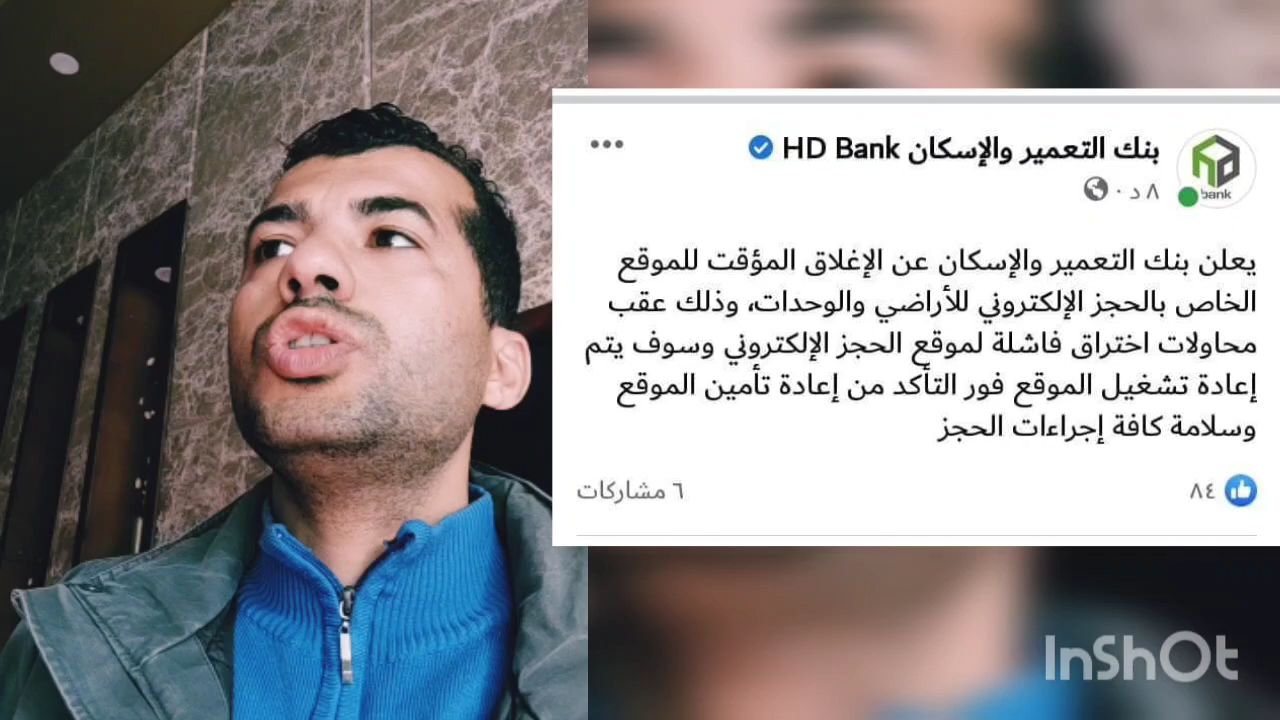 بنك التعمير والإسكان HD Bank
٨ د ·
bank
يعلن بنك التعمير والإسكان عن الإغلاق المؤقت للموقع
الخاص بالحجز الإلكتروني للأراضي والوحدات، وذلك عقب
محاولات اختراق فاشلة لموقع الحجز الإلكتروني وسوف يتم
إعادة تشغيل الموقع فور التأكد من إعادة تأمين الموقع
وسلامة كافة إجراءات الحجز
٨٤
٦ مشاركات
InShOt